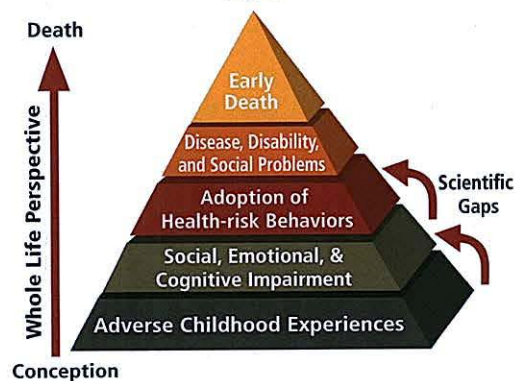 Death
Whole Life Perspective
Conception
Early
Death
Disease, Disability,
and Social Problems
Adoption of
Health-risk Behaviors
Social, Emotional, &
Cognitive Impairment
Adverse Childhood Experiences
Scientific
Gaps